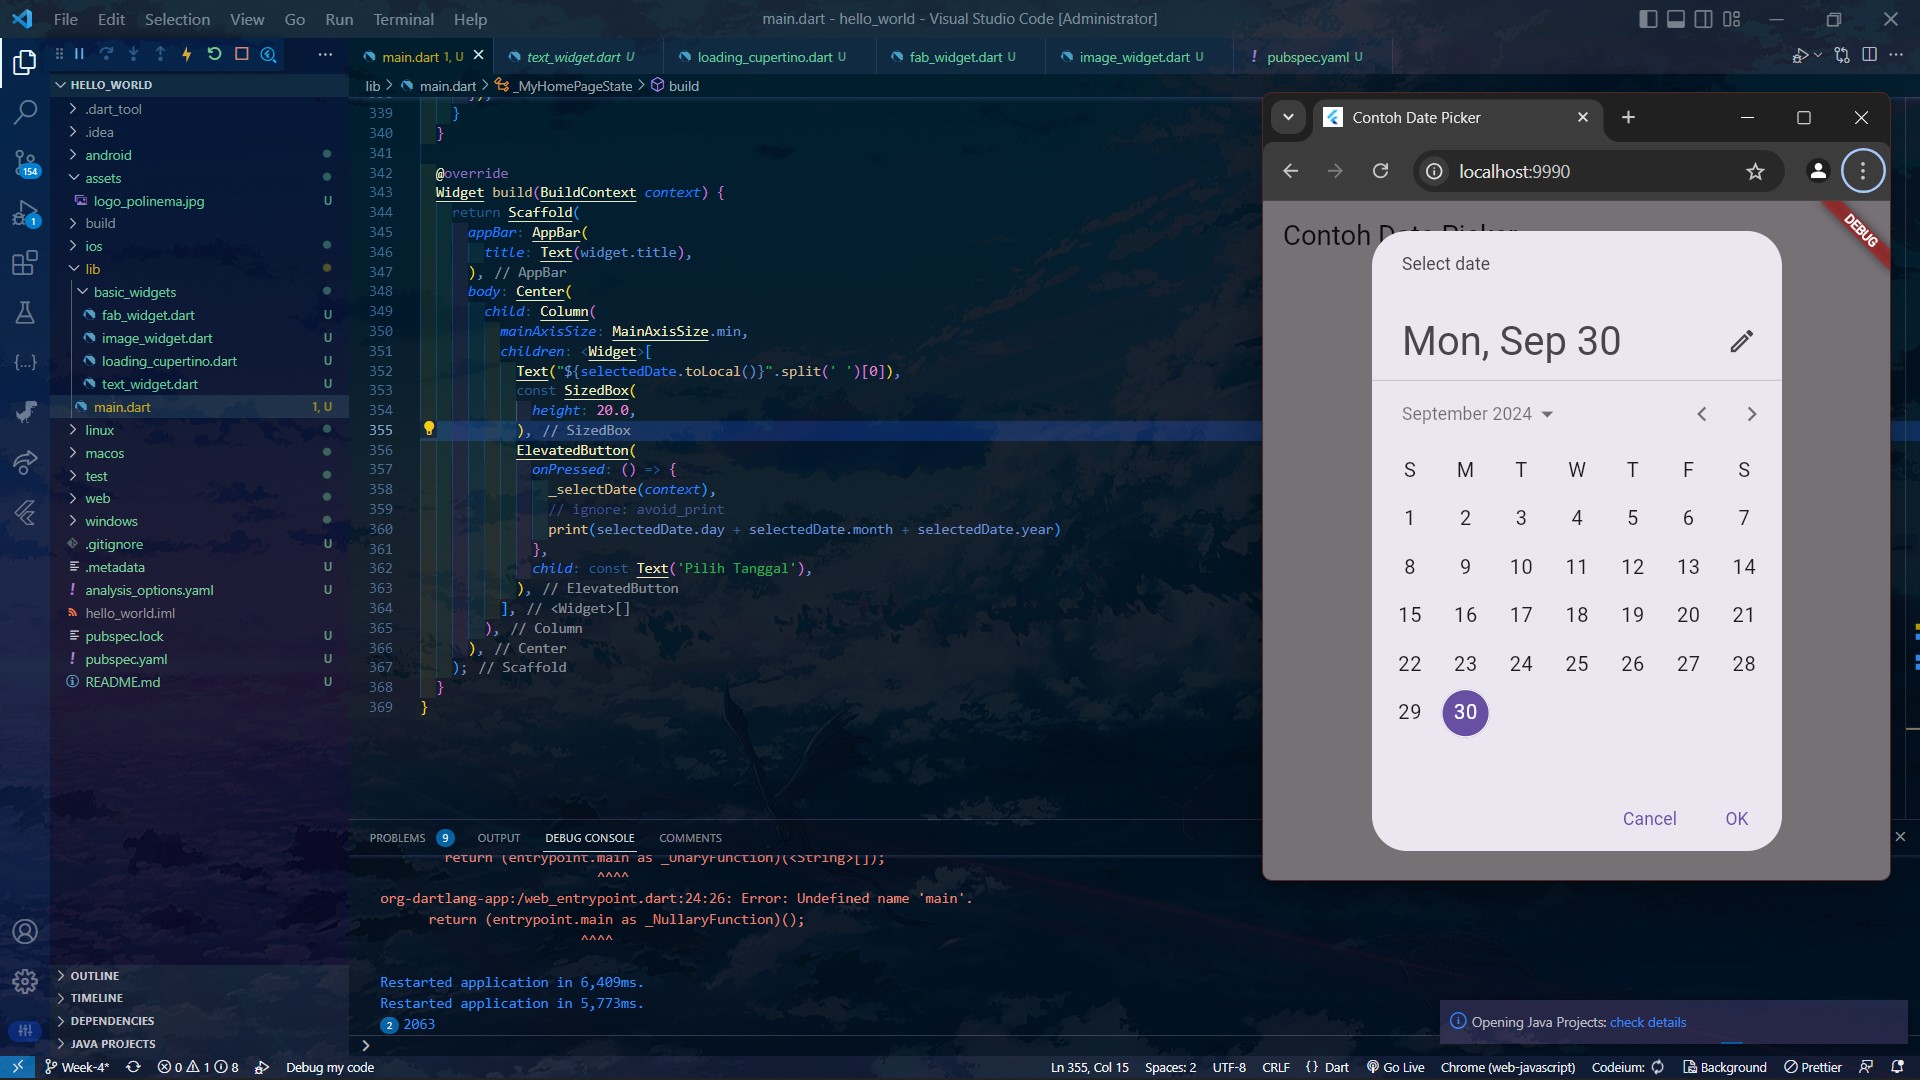 File Edit Selection View Go Run Terminal Help
main.dart - hello_world - Visual Studio Code [Administrator]
main.dart 1, U
text_widget.dart U
loading_cupertino.dart U
fab_widget.dart U
image_widget.dart U
! pubspec.yaml U
HELLO_WORLD
.dart_tool
.idea
android
assets
logo_polinema.jpg U
build
ios
lib
basic_widgets
fab_widget.dart U
image_widget.dart U
loading_cupertino.dart U
text_widget.dart U
main.dart 1, U
linux
macos
test
web
windows
.gitignore U
.metadata U
! analysis_options.yaml U
hello_world.iml
pubspec.lock U
! pubspec.yaml U
README.md U
OUTLINE
TIMELINE
DEPENDENCIES
JAVA PROJECTS
154
1
lib > main.dart > _MyHomePageState > build
339 }
340 }
341
342 @override
343 Widget build(BuildContext context) {
344 return Scaffold(
345 appBar: AppBar(
346 title: Text(widget.title),
347 ), // AppBar
348 body: Center(
349 child: Column(
350 mainAxisSize: MainAxisSize.min,
351 children: <Widget>[
352 Text("${selectedDate.toLocal()}".split(' ')[0]),
353 const SizedBox(
354 height: 20.0,
355 ), // SizedBox
356 ElevatedButton(
357 onPressed: () => {
358 _selectDate(context),
359 // ignore: avoid_print
360 print(selectedDate.day + selectedDate.month + selectedDate.year)
361 },
362 child: const Text('Pilih Tanggal'),
363 ), // ElevatedButton
364 ], // <Widget>[]
365 ), // Column
366 ), // Center
367 ); // Scaffold
368 }
369 }
PROBLEMS 9 OUTPUT DEBUG CONSOLE COMMENTS
return (entrypoint.main as _UnaryFunction)(<String>[]);
^^^^
org-dartlang-app:/web_entrypoint.dart:24:26: Error: Undefined name 'main'.
return (entrypoint.main as _NullaryFunction)();
^^^^
Restarted application in 6,409ms.
Restarted application in 5,773ms.
2 2063
>
Contoh Date Picker
localhost:9990
Contoh Date Picker
DEBUG
Select date
Mon, Sep 30
September 2024
S M T W T F S
1 2 3 4 5 6 7
8 9 10 11 12 13 14
15 16 17 18 19 20 21
22 23 24 25 26 27 28
29 30
Cancel OK
Opening Java Projects: check details
Week-4* 0 1 8 Debug my code
Ln 355, Col 15 Spaces: 2 UTF-8 CRLF {} Dart Go Live Chrome (web-javascript) Codeium: Background Prettier